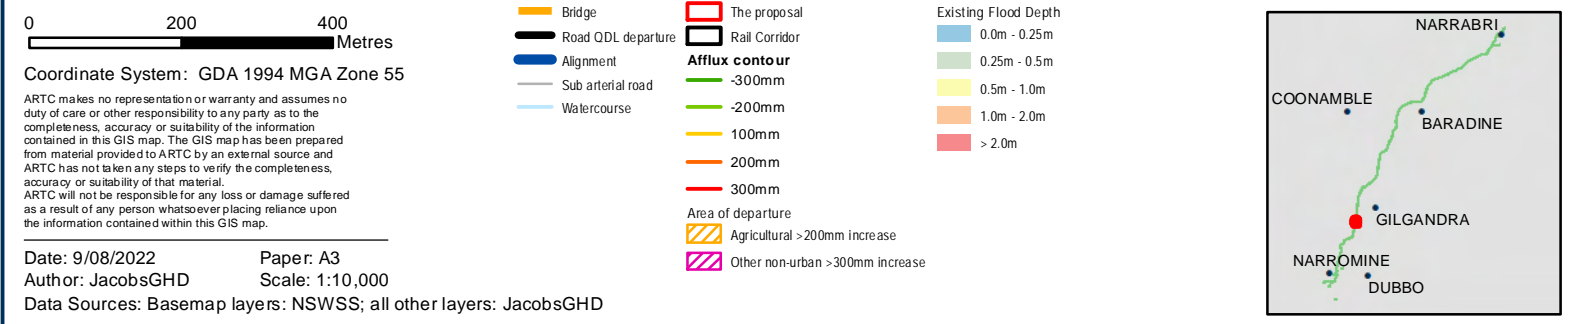 0 200 400
Metres
Coordinate System: GDA 1994 MGA Zone 55
ARTC makes no representation or warranty and assumes no
duty of care or other responsibility to any party as to the
completeness, accuracy or suitability of the information
contained in this GIS map. The GIS map has been prepared
from material provided to ARTC by an external source and
ARTC has not taken any steps to verify the completeness,
accuracy or suitability of that material.
ARTC will not be responsible for any loss or damage suffered
as a result of any person whatsoever placing reliance upon
the information contained within this GIS map.
Date: 9/08/2022 Paper: A3
Author: JacobsGHD Scale: 1:10,000
Data Sources: Basemap layers: NSWSS; all other layers: JacobsGHD
Bridge
Road QDL departure
Alignment
Sub arterial road
Watercourse
The proposal
Rail Corridor
Afflux contour
-300mm
-200mm
100mm
200mm
300mm
Area of departure
Agricultural >200mm increase
Other non-urban >300mm increase
Existing Flood Depth
0.0m - 0.25m
0.25m - 0.5m
0.5m - 1.0m
1.0m - 2.0m
> 2.0m
NARRABRI
COONAMBLE
BARADINE
GILGANDRA
NARROMINE
DUBBO